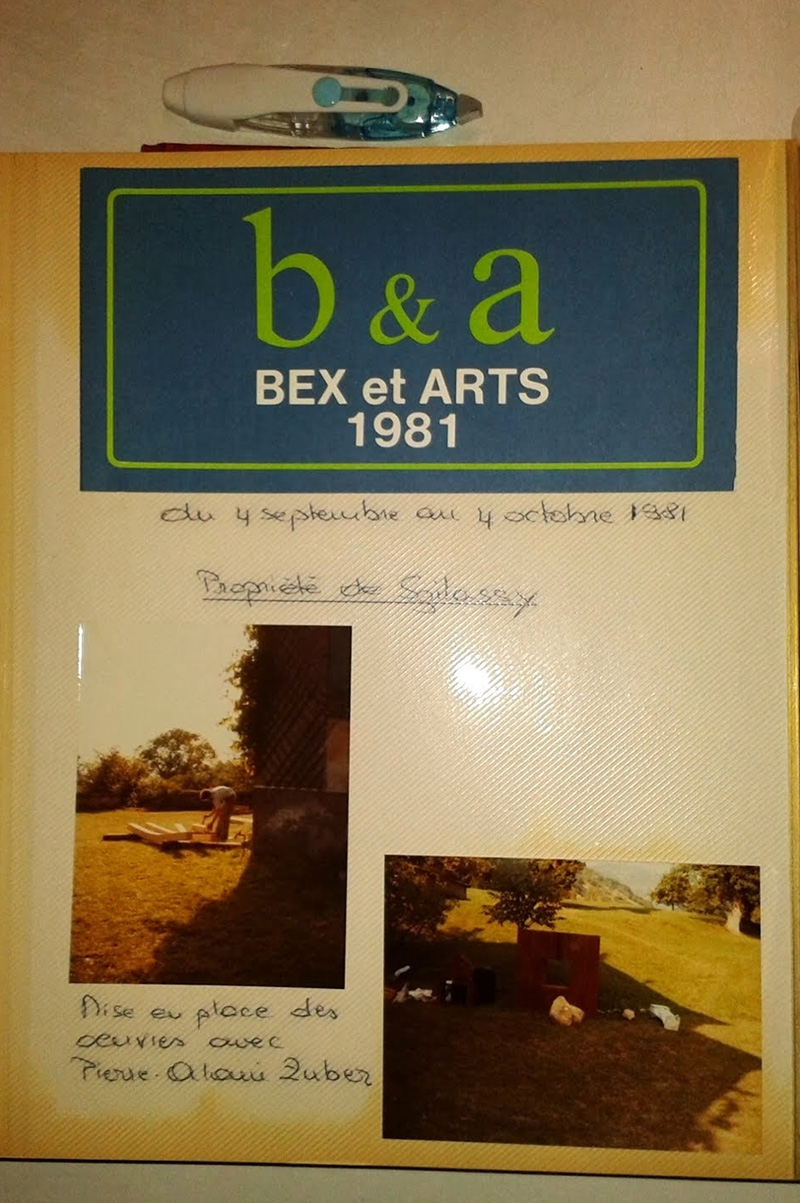 b & a
BEX et ARTS
1981
du 4 septembre au 4 octobre 1981
Propriété de Szilassy
Mise en place des
oeuvres avec
Pierre-Alain Zuber